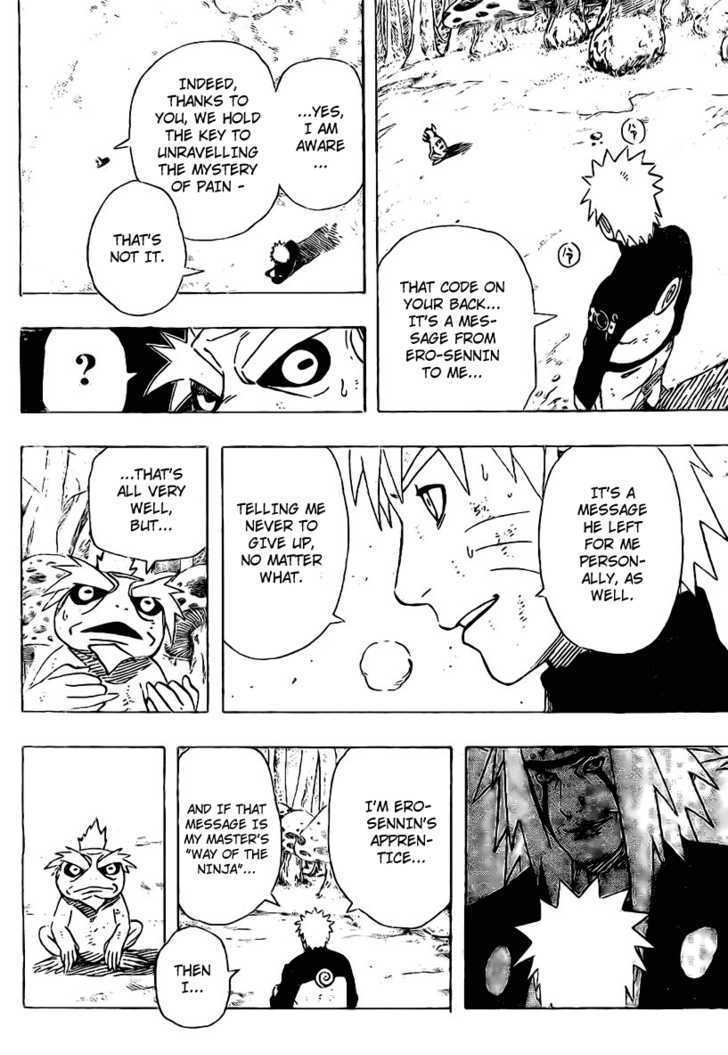 THAT CODE ON
YOUR BACK...
IT'S A MES-
SAGE FROM
ERO-SENNIN
TO ME...
...YES,
I AM
AWARE
...
INDEED,
THANKS TO
YOU, WE HOLD
THE KEY TO
UNRAVELLING
THE MYSTERY
OF PAIN -
THAT'S
NOT IT.
?
IT'S A
MESSAGE
HE LEFT
FOR ME
PERSON-
ALLY, AS
WELL.
TELLING ME
NEVER TO
GIVE UP,
NO MATTER
WHAT.
...THAT'S
ALL VERY
WELL,
BUT...
I'M ERO-
SENNIN'S
APPREN-
TICE...
AND IF THAT
MESSAGE IS
MY MASTER'S
"WAY OF THE
NINJA"...
THEN
I...